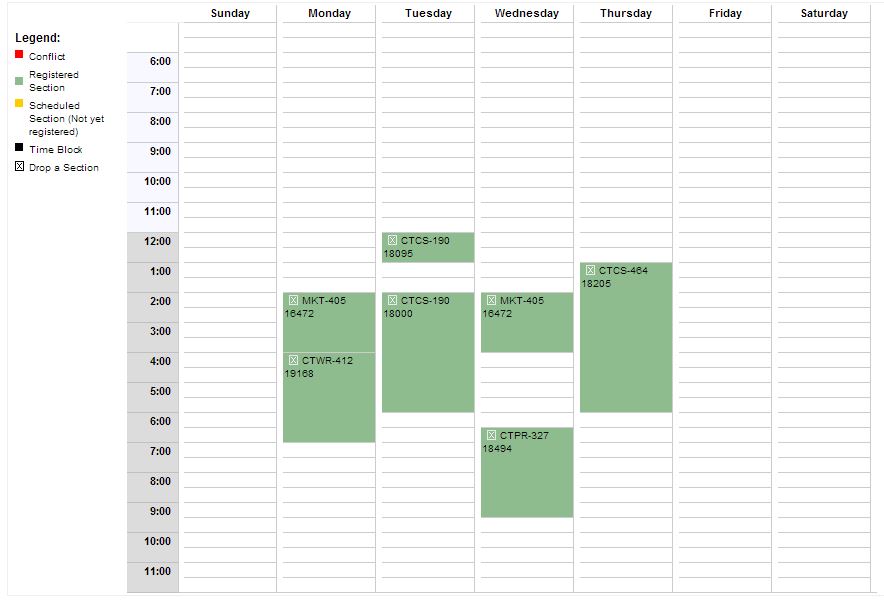 Sunday Monday Tuesday Wednesday Thursday Friday Saturday
Legend:
Conflict
Registered
Section
Scheduled
Section (Not yet
registered)
Time Block
Drop a Section
6:00
7:00
8:00
9:00
10:00
11:00
12:00
CTCS-190
18095
1:00
CTCS-464
18205
2:00
MKT-405
16472
CTCS-190
18000
MKT-405
16472
3:00
4:00
CTWR-412
19168
5:00
6:00
CTPR-327
18494
7:00
8:00
9:00
10:00
11:00